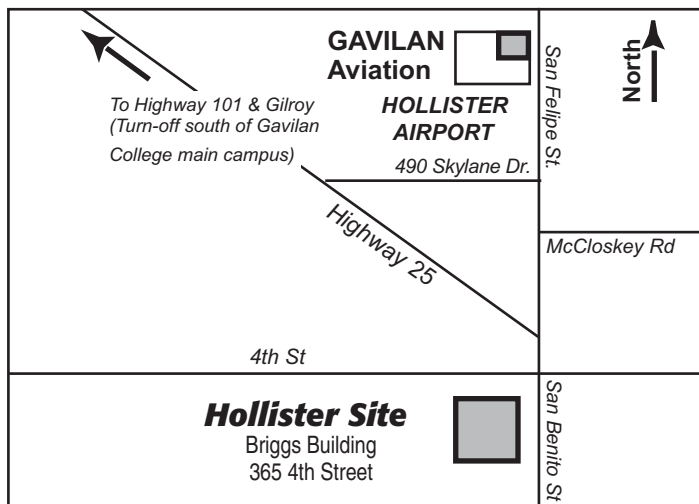 GAVILAN
Aviation
San Felipe St.
North
To Highway 101 & Gilroy
(Turn-off south of Gavilan
College main campus)
HOLLISTER
AIRPORT
490 Skylane Dr.
Highway 25
McCloskey Rd
4th St
Hollister Site
Briggs Building
365 4th Street
San Benito St